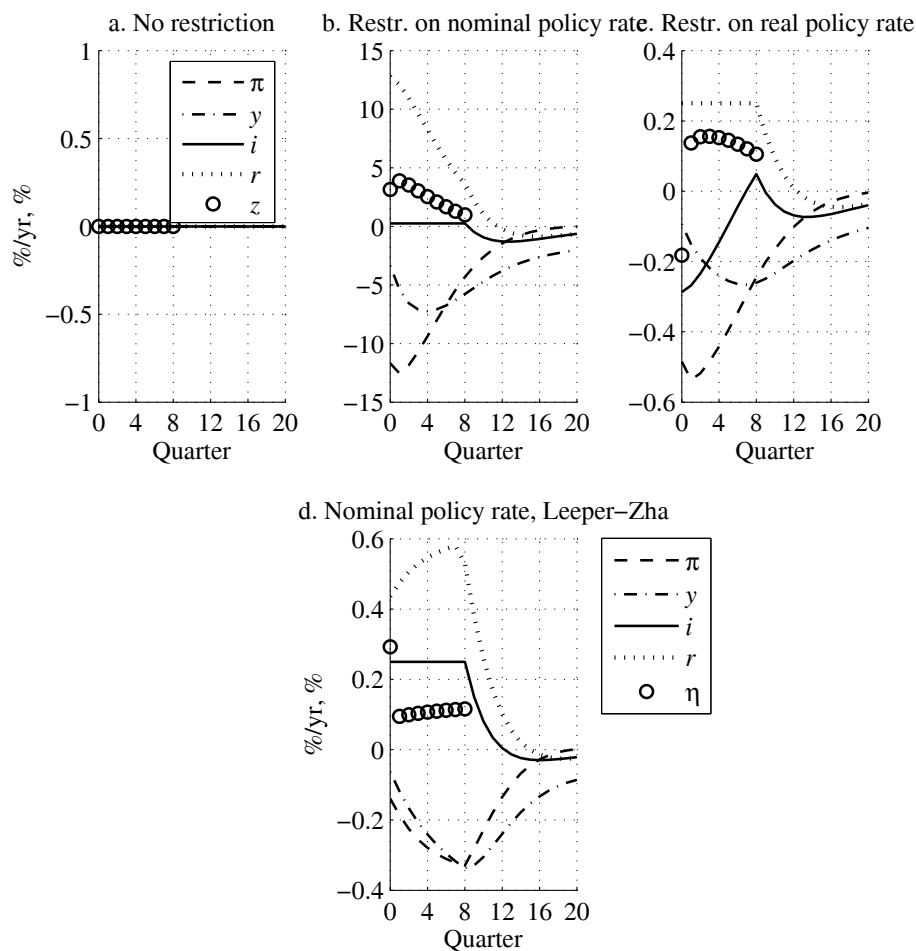 a. No restriction
b. Restr. on nominal policy rate
c. Restr. on real policy rate
1
0.5
0
−0.5
−1
%/yr, %
π
y
i
r
z
0 4 8 12 16 20
Quarter
15
10
5
0
−5
−10
−15
0 4 8 12 16 20
Quarter
0.4
0.2
0
−0.2
−0.4
−0.6
0 4 8 12 16 20
Quarter
d. Nominal policy rate, Leeper−Zha
0.6
0.4
0.2
0
−0.2
−0.4
%/yr, %
0 4 8 12 16 20
Quarter
π
y
i
r
η